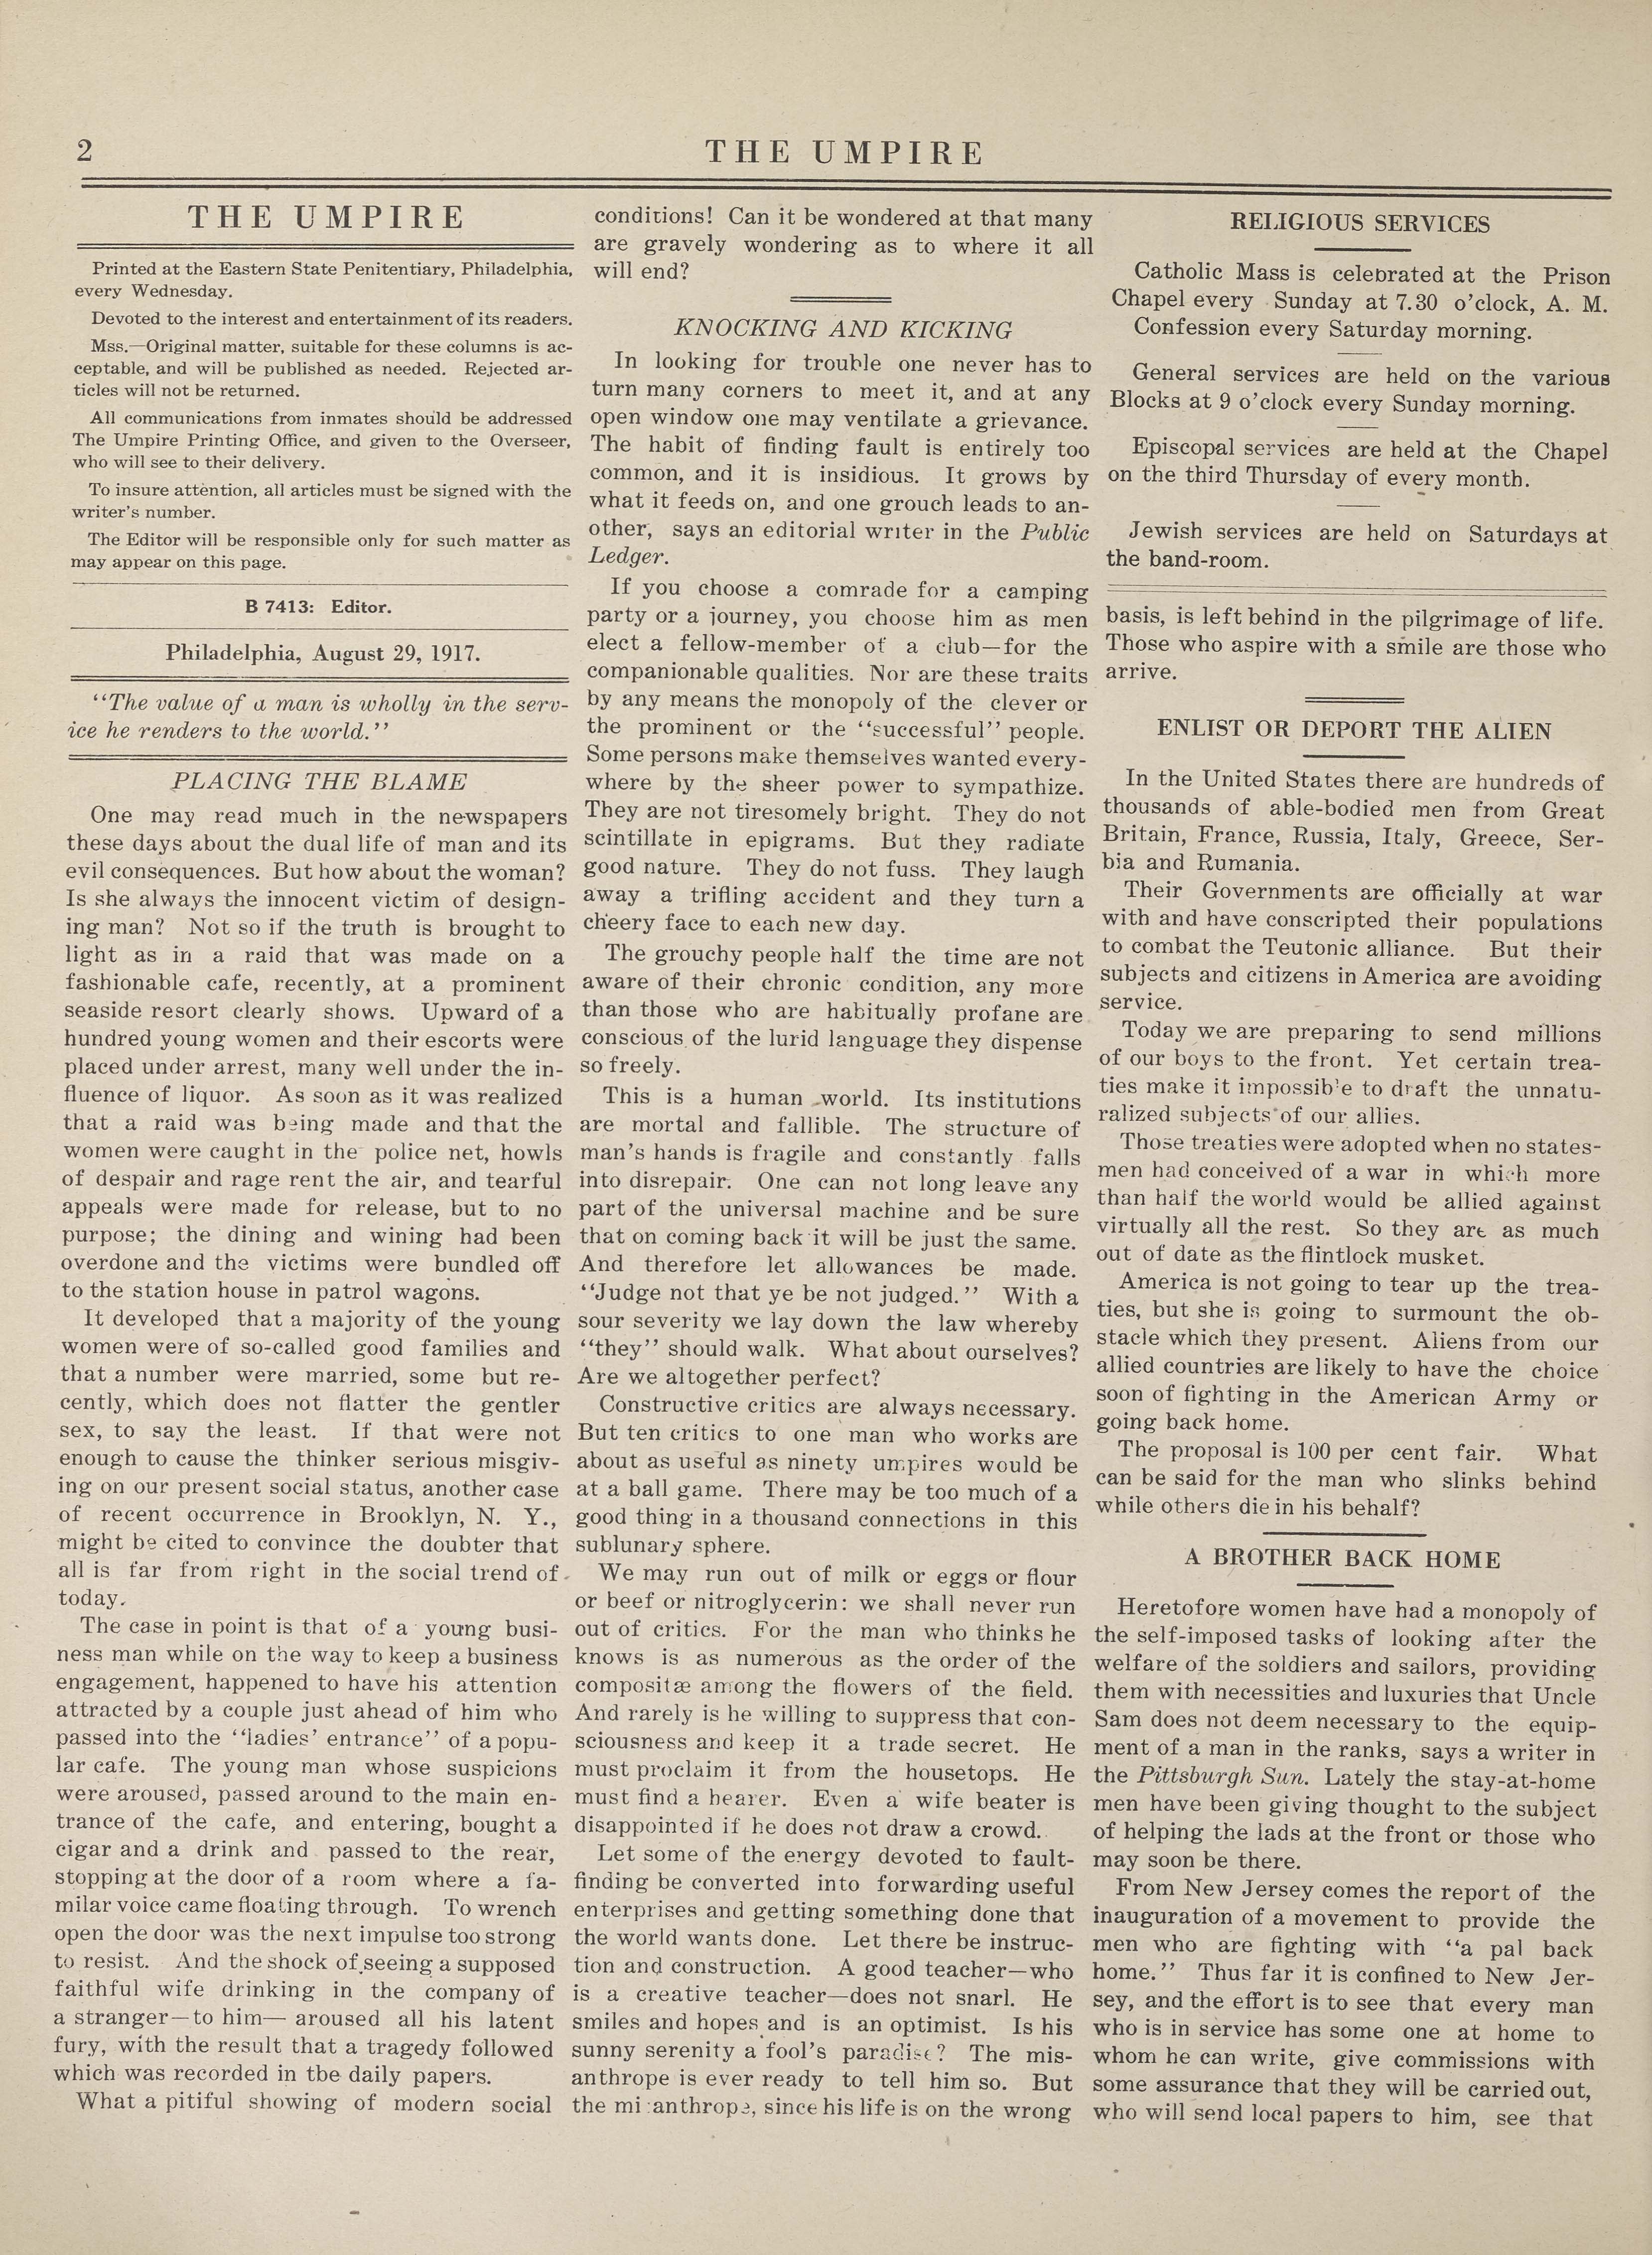 2
THE UMPIRE
THE UMPIRE
Printed at the Eastern State Penitentiary, Philadelphia,
every Wednesday.
Devoted to the interest and entertainment of its readers.
Mss.—Original matter, suitable for these columns is ac-
ceptable, and will be published as needed. Rejected ar-
ticles will not be returned.
All communications from inmates should be addressed
The Umpire Printing Office, and given to the Overseer,
who will see to their delivery.
To insure attention, all articles must be signed with the
writer's number.
The Editor will be responsible only for such matter as
may appear on this page.
B 7413: Editor.
Philadelphia, August 29, 1917.
"The value of a man is wholly in the serv-
ice he renders to the world."
PLACING THE BLAME
One may read much in the newspapers
these days about the dual life of man and its
evil consequences. But how about the woman?
Is she always the innocent victim of design-
ing man? Not so if the truth is brought to
light as in a raid that was made on a
fashionable cafe, recently, at a prominent
seaside resort clearly shows. Upward of a
hundred young women and their escorts were
placed under arrest, many well under the in-
fluence of liquor. As soon as it was realized
that a raid was being made and that the
women were caught in the police net, howls
of despair and rage rent the air, and tearful
appeals were made for release, but to no
purpose; the dining and wining had been
overdone and the victims were bundled off
to the station house in patrol wagons.
It developed that a majority of the young
women were of so-called good families and
that a number were married, some but re-
cently, which does not flatter the gentler
sex, to say the least. If that were not
enough to cause the thinker serious misgiv-
ing on our present social status, another case
of recent occurrence in Brooklyn, N. Y.,
might be cited to convince the doubter that
all is far from right in the social trend of
today.
The case in point is that of a young busi-
ness man while on the way to keep a business
engagement, happened to have his attention
attracted by a couple just ahead of him who
passed into the "ladies' entrance" of a popu-
lar cafe. The young man whose suspicions
were aroused, passed around to the main en-
trance of the cafe, and entering, bought a
cigar and a drink and passed to the rear,
stopping at the door of a room where a fa-
milar voice came floating through. To wrench
open the door was the next impulse too strong
to resist. And the shock of seeing a supposed
faithful wife drinking in the company of
a stranger—to him— aroused all his latent
fury, with the result that a tragedy followed
which was recorded in tbe daily papers.
What a pitiful showing of modern social
conditions! Can it be wondered at that many
are gravely wondering as to where it all
will end?
KNOCKING AND KICKING
In looking for trouble one never has to
turn many corners to meet it, and at any
open window one may ventilate a grievance.
The habit of finding fault is entirely too
common, and it is insidious. It grows by
what it feeds on, and one grouch leads to an-
other, says an editorial writer in the Public
Ledger.
If you choose a comrade for a camping
party or a journey, you choose him as men
elect a fellow-member of a club—for the
companionable qualities. Nor are these traits
by any means the monopoly of the clever or
the prominent or the "successful" people.
Some persons make themselves wanted every-
where by the sheer power to sympathize.
They are not tiresomely bright. They do not
scintillate in epigrams. But they radiate
good nature. They do not fuss. They laugh
away a trifling accident and they turn a
cheery face to each new day.
The grouchy people half the time are not
aware of their chronic condition, any more
than those who are habitually profane are
conscious of the lurid language they dispense
so freely.
This is a human world. Its institutions
are mortal and fallible. The structure of
man's hands is fragile and constantly falls
into disrepair. One can not long leave any
part of the universal machine and be sure
that on coming back it will be just the same.
And therefore let allowances be made.
"Judge not that ye be not judged." With a
sour severity we lay down the law whereby
"they" should walk. What about ourselves?
Are we altogether perfect?
Constructive critics are always necessary.
But ten critics to one man who works are
about as useful as ninety umpires would be
at a ball game. There may be too much of a
good thing in a thousand connections in this
sublunary sphere.
We may run out of milk or eggs or flour
or beef or nitroglycerin: we shall never run
out of critics. For the man who thinks he
knows is as numerous as the order of the
compositæ among the flowers of the field.
And rarely is he willing to suppress that con-
sciousness and keep it a trade secret. He
must proclaim it from the housetops. He
must find a hearer. Even a wife beater is
disappointed if he does not draw a crowd.
Let some of the energy devoted to fault-
finding be converted into forwarding useful
enterprises and getting something done that
the world wants done. Let there be instruc-
tion and construction. A good teacher—who
is a creative teacher—does not snarl. He
smiles and hopes and is an optimist. Is his
sunny serenity a fool's paradise? The mis-
anthrope is ever ready to tell him so. But
the misanthrope, since his life is on the wrong
RELIGIOUS SERVICES
Catholic Mass is celebrated at the Prison
Chapel every Sunday at 7.30 o'clock, A. M.
Confession every Saturday morning.
General services are held on the various
Blocks at 9 o'clock every Sunday morning.
Episcopal services are held at the Chapel
on the third Thursday of every month.
Jewish services are held on Saturdays at
the band-room.
basis, is left behind in the pilgrimage of life.
Those who aspire with a smile are those who
arrive.
ENLIST OR DEPORT THE ALIEN
In the United States there are hundreds of
thousands of able-bodied men from Great
Britain, France, Russia, Italy, Greece, Ser-
bia and Rumania.
Their Governments are officially at war
with and have conscripted their populations
to combat the Teutonic alliance. But their
subjects and citizens in America are avoiding
service.
Today we are preparing to send millions
of our boys to the front. Yet certain trea-
ties make it impossible to draft the unnatu-
ralized subjects of our allies.
Those treaties were adopted when no states-
men had conceived of a war in which more
than half the world would be allied against
virtually all the rest. So they are as much
out of date as the flintlock musket.
America is not going to tear up the trea-
ties, but she is going to surmount the ob-
stacle which they present. Aliens from our
allied countries are likely to have the choice
soon of fighting in the American Army or
going back home.
The proposal is 100 per cent fair. What
can be said for the man who slinks behind
while others die in his behalf?
A BROTHER BACK HOME
Heretofore women have had a monopoly of
the self-imposed tasks of looking after the
welfare of the soldiers and sailors, providing
them with necessities and luxuries that Uncle
Sam does not deem necessary to the equip-
ment of a man in the ranks, says a writer in
the Pittsburgh Sun. Lately the stay-at-home
men have been giving thought to the subject
of helping the lads at the front or those who
may soon be there.
From New Jersey comes the report of the
inauguration of a movement to provide the
men who are fighting with "a pal back
home." Thus far it is confined to New Jer-
sey, and the effort is to see that every man
who is in service has some one at home to
whom he can write, give commissions with
some assurance that they will be carried out,
who will send local papers to him, see that